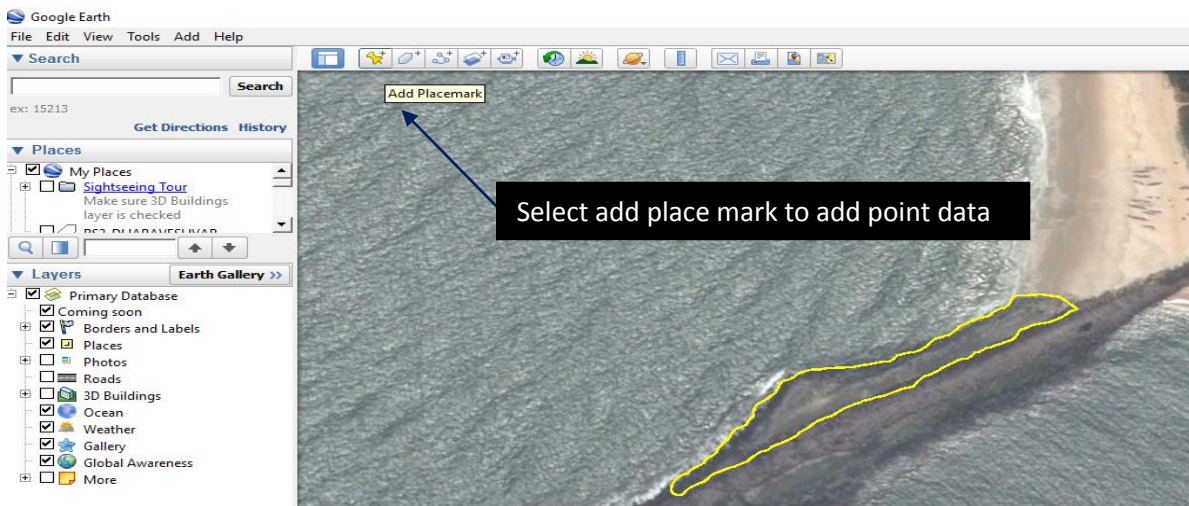 Google Earth
File Edit View Tools Add Help
▼ Search
Search
ex: 15213
Get Directions History
▼ Places
My Places
Sightseeing Tour
Make sure 3D Buildings
layer is checked
▼ Layers
Earth Gallery >>
Primary Database
Coming soon
Borders and Labels
Places
Photos
Roads
3D Buildings
Ocean
Weather
Gallery
Global Awareness
More
Add Placemark
Select add place mark to add point data